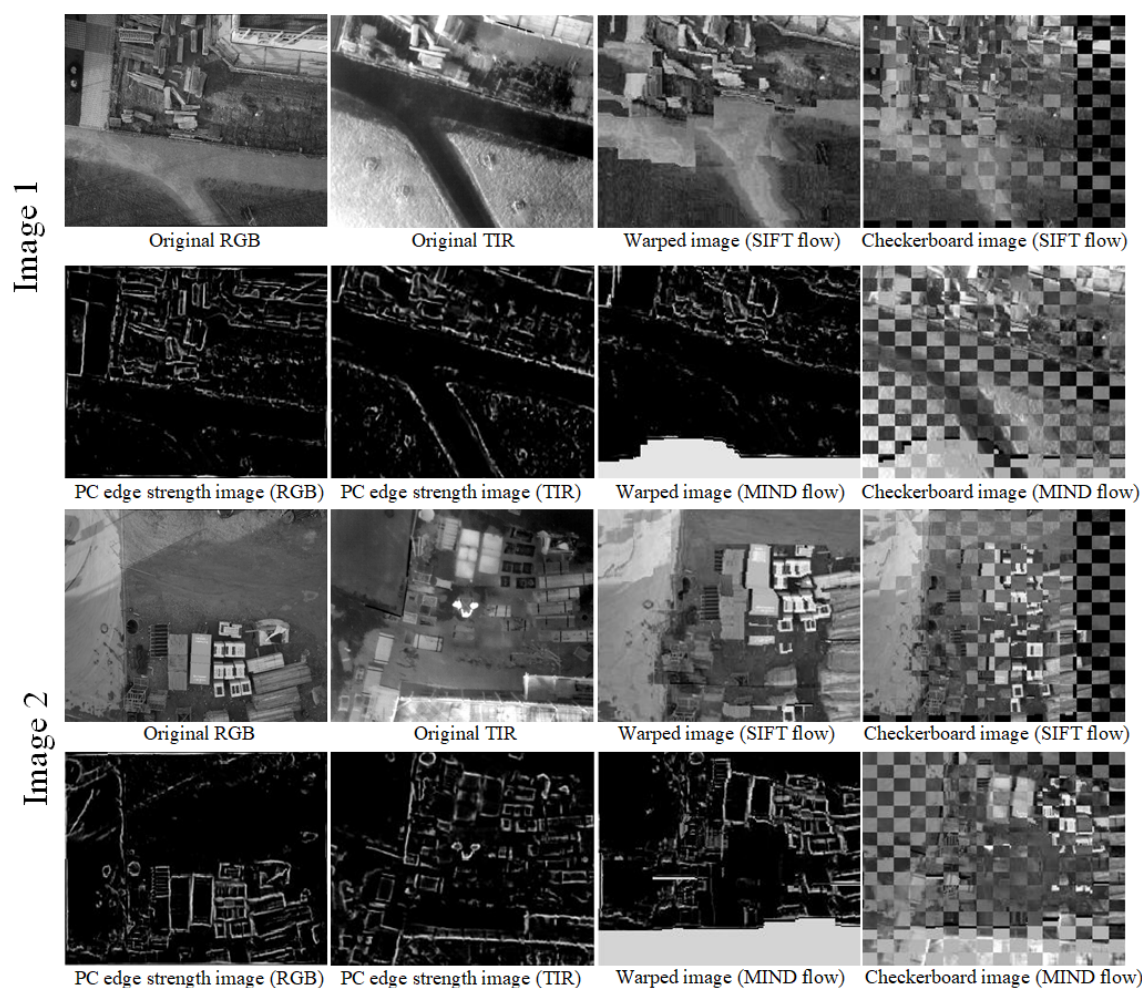 Image 1
Original RGB
Original TIR
Warped image (SIFT flow)
Checkerboard image (SIFT flow)
PC edge strength image (RGB)
PC edge strength image (TIR)
Warped image (MIND flow)
Checkerboard image (MIND flow)
Image 2
Original RGB
Original TIR
Warped image (SIFT flow)
Checkerboard image (SIFT flow)
PC edge strength image (RGB)
PC edge strength image (TIR)
Warped image (MIND flow)
Checkerboard image (MIND flow)